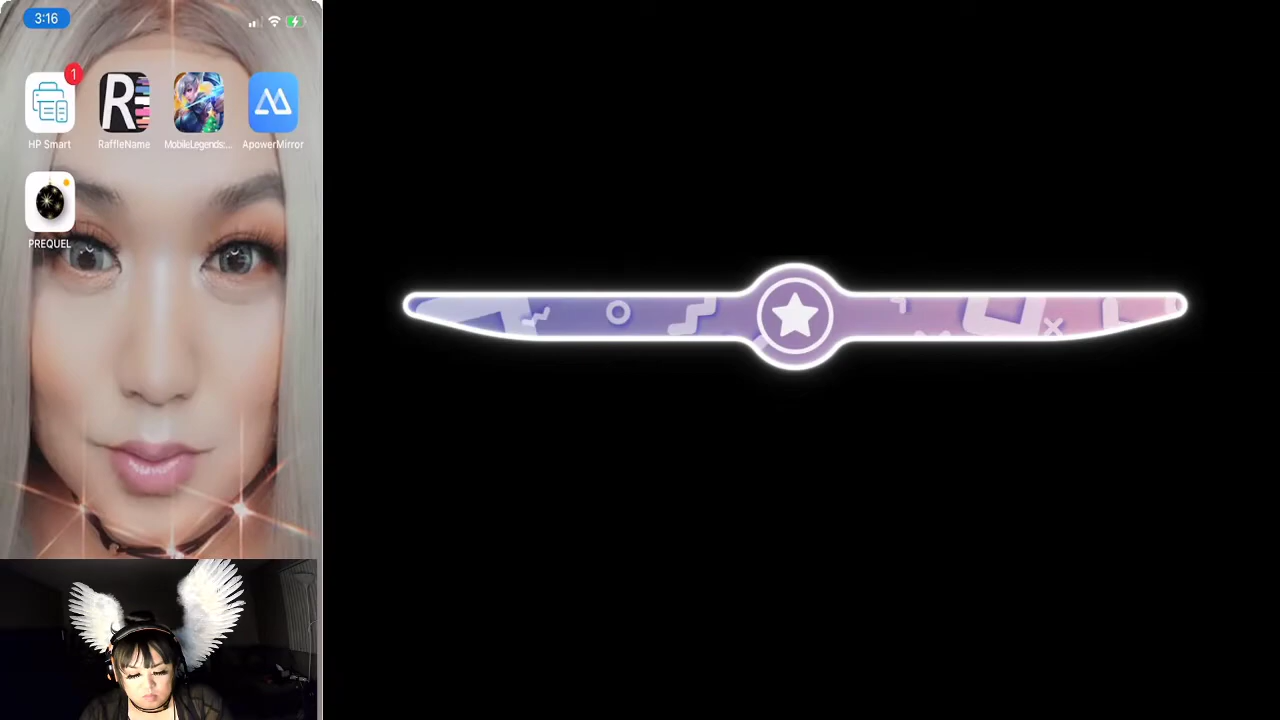 3:16
1
R
HP Smart
RaffleName
MobileLegends:...
ApowerMirror
PREQUEL